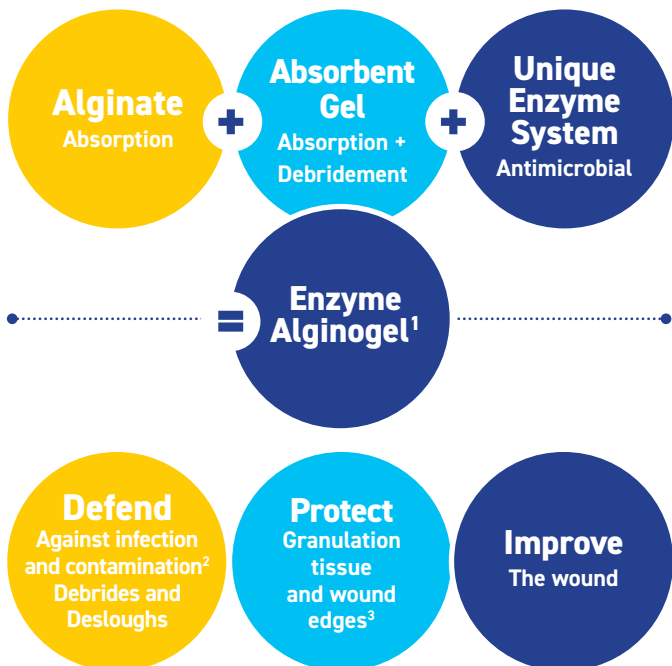 Alginate
Absorption
+
Absorbent
Gel
Absorption +
Debridement
+
Unique
Enzyme
System
Antimicrobial
=
Enzyme
Alginogel¹
Defend
Against infection
and contamination²
Debrides and
Desloughs
Protect
Granulation
tissue
and wound
edges³
Improve
The wound